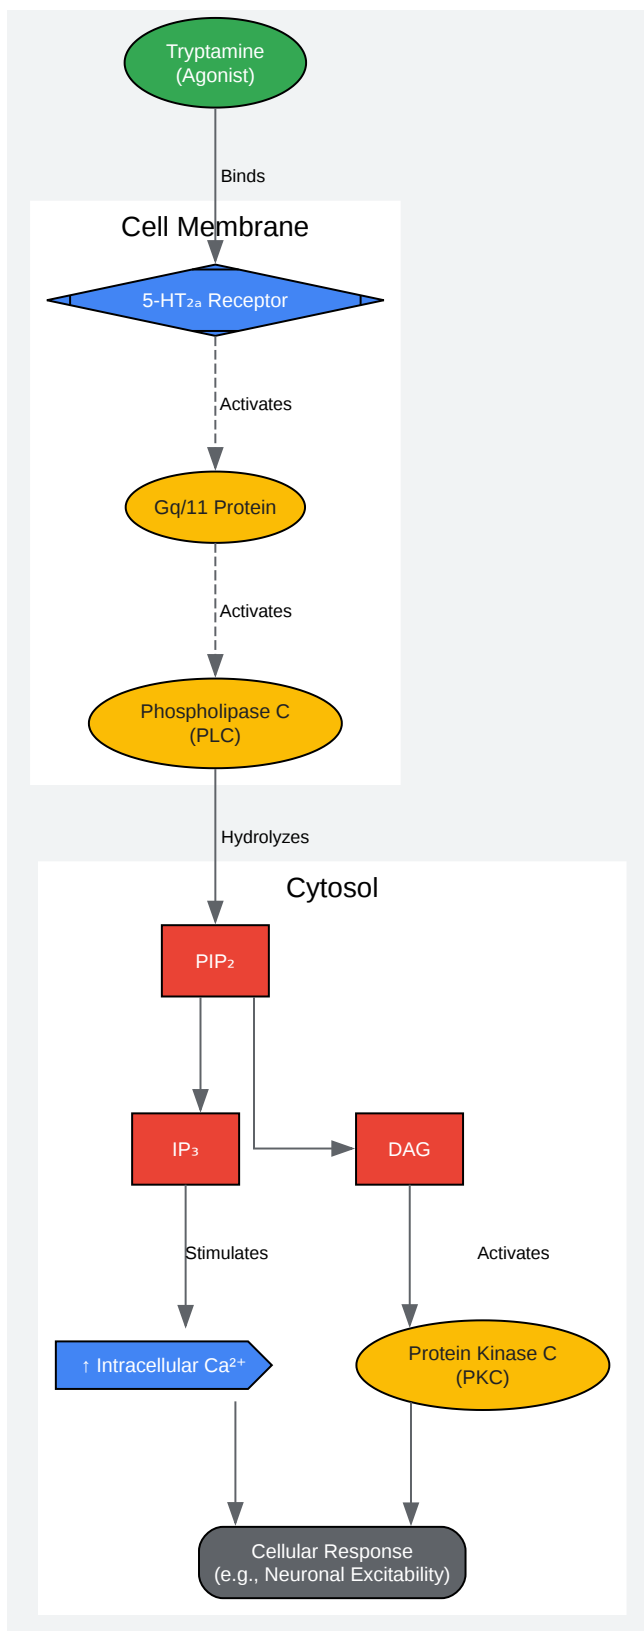 Tryptamine
(Agonist)
Binds
Cell Membrane
5-HT₂ₐ Receptor
Activates
Gq/11 Protein
Activates
Phospholipase C
(PLC)
Hydrolyzes
Cytosol
PIP₂
IP₃
DAG
Stimulates
Activates
↑ Intracellular Ca²⁺
Protein Kinase C
(PKC)
Cellular Response
(e.g., Neuronal Excitability)